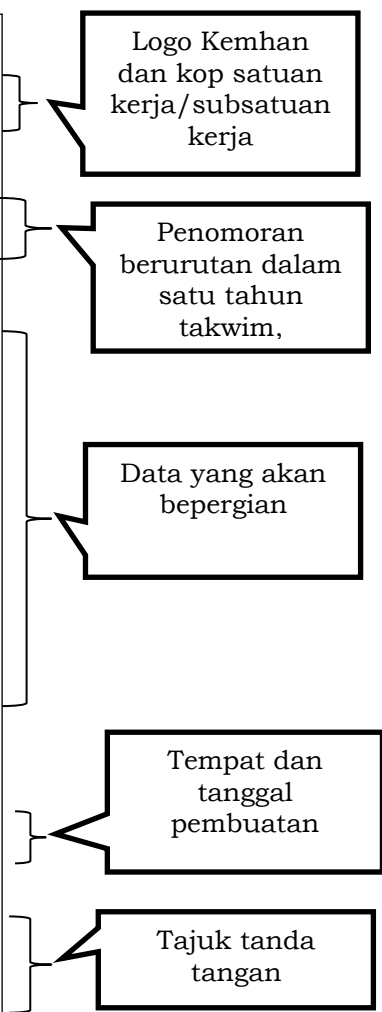 Logo Kemhan
dan kop satuan
kerja/subsatuan
kerja
Penomoran
berurutan dalam
satu tahun
takwim,
Data yang akan
bepergian
Tempat dan
tanggal
pembuatan
Tajuk tanda
tangan